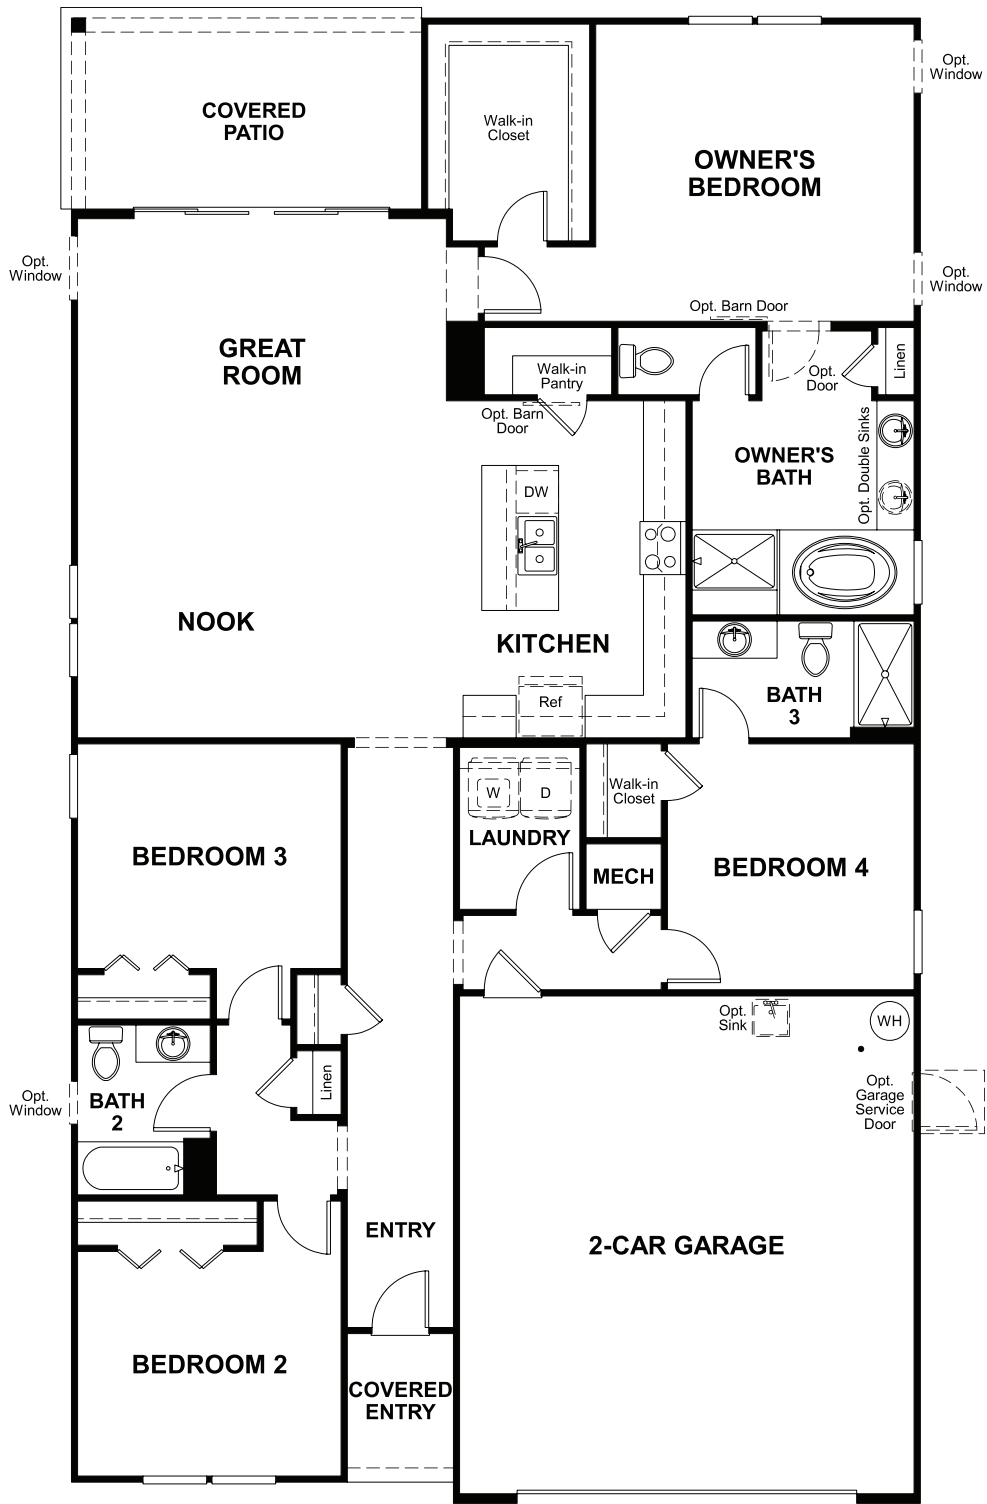 COVERED
PATIO
Walk-in
Closet
OWNER'S
BEDROOM
Opt.
Window
Opt.
Window
Opt.
Window
Opt. Barn Door
GREAT
ROOM
Walk-in
Pantry
Opt.
Door
Linen
Opt. Barn
Door
Opt. Double Sinks
OWNER'S
BATH
DW
NOOK
KITCHEN
Ref
BATH
3
W
D
LAUNDRY
Walk-in
Closet
BEDROOM 3
MECH
BEDROOM 4
Opt.
Sink
WH
Linen
Opt.
Window
BATH
2
Opt.
Garage
Service
Door
ENTRY
2-CAR GARAGE
BEDROOM 2
COVERED
ENTRY